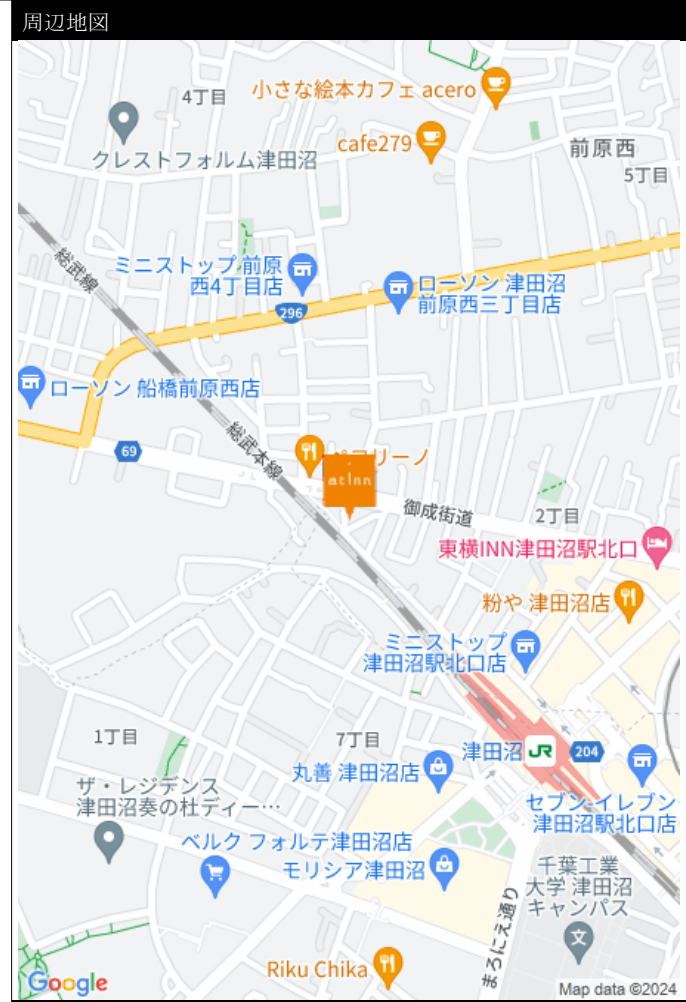 周辺地図
4丁目
小さな絵本カフェ acero
cafe279
クレストフォルム津田沼
前原西
5丁目
総武線
ミニストップ 前原
西4丁目店
ローソン 津田沼
前原西三丁目店
296
ローソン 船橋前原西店
69
総武本線
リーノ
at Inn
御成街道
2丁目
東横INN津田沼駅北口
粉や 津田沼店
ミニストップ
津田沼駅北口店
1丁目
7丁目
津田沼
JR
204
丸善 津田沼店
ザ・レジデンス
津田沼奏の杜ディー…
セブン-イレブン
津田沼駅北口店
ベルク フォルテ津田沼店
モリシア津田沼
千葉工業
大学 津田沼
キャンパス
文
まろにえ通り
Riku Chika
Google
Map data ©2024